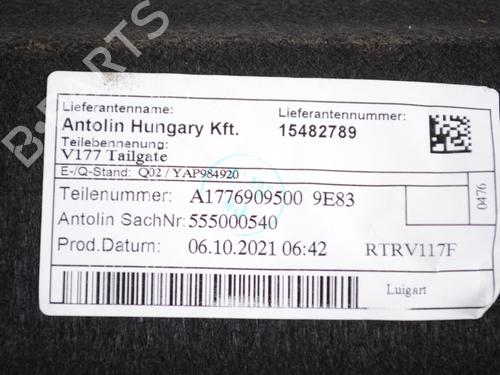 B-PARTS
Lieferantenname:
Lieferantennummer:
Antolin Hungary Kft.
15482789
Teilebennenung:
V177 Tailgate
E-/Q-Stand: Q02 / YAP984920
Teilenummer: A1776909500 9E83
0476
Antolin SachNr: 555000540
Prod.Datum: 06.10.2021 06:42
RTRV117F
Luigart